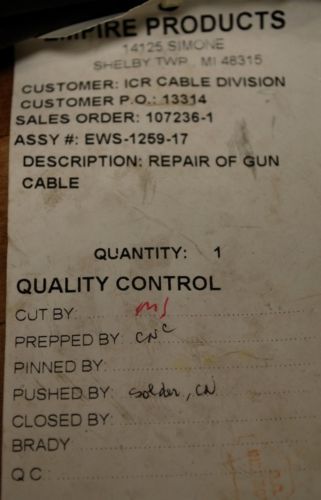 EMPIRE PRODUCTS
14125 SIMONE
SHELBY TWP., MI 48315
CUSTOMER: ICR CABLE DIVISION
CUSTOMER P.O.: 13314
SALES ORDER: 107236-1
ASSY #: EWS-1259-17
DESCRIPTION: REPAIR OF GUN
CABLE
QUANTITY: 1
QUALITY CONTROL
CUT BY: MJ
PREPPED BY: CNC
PINNED BY:
PUSHED BY: Solder, CN
CLOSED BY:
BRADY
QC